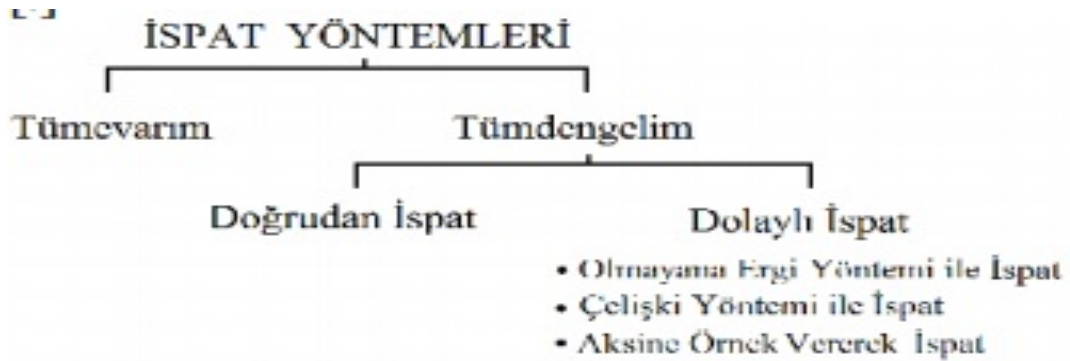 İSPAT YÖNTEMLERİ
Tümevarım Tümdengelim
Doğrudan İspat Dolaylı İspat
• Olmayana Ergi Yöntemi ile İspat
• Çelişki Yöntemi ile İspat
• Aksine Örnek Vererek İspat